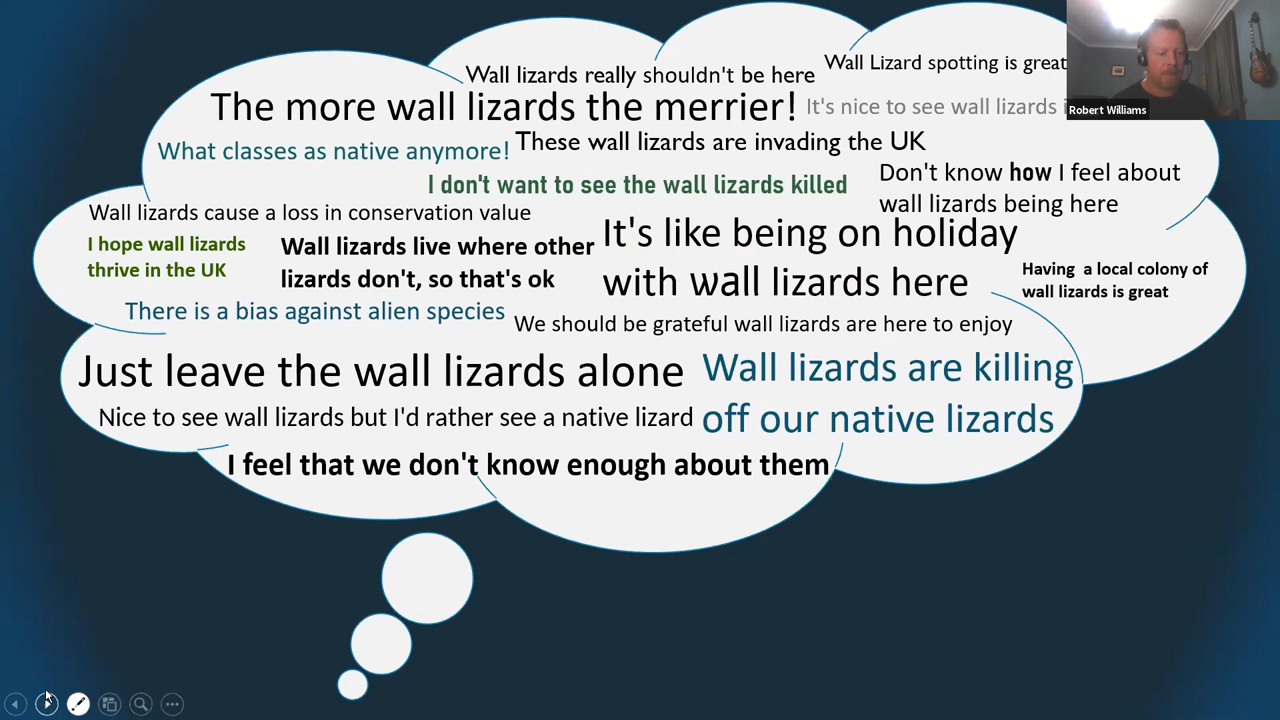 Wall lizards really shouldn't be here
Wall Lizard spotting is great
The more wall lizards the merrier!
It's nice to see wall lizards
Robert Williams
What classes as native anymore!
These wall lizards are invading the UK
I don't want to see the wall lizards killed
Don't know how I feel about
wall lizards being here
Wall lizards cause a loss in conservation value
I hope wall lizards
thrive in the UK
Wall lizards live where other
lizards don't, so that's ok
It's like being on holiday
with wall lizards here
Having a local colony of
wall lizards is great
There is a bias against alien species
We should be grateful wall lizards are here to enjoy
Just leave the wall lizards alone
Wall lizards are killing
off our native lizards
Nice to see wall lizards but I'd rather see a native lizard
I feel that we don't know enough about them